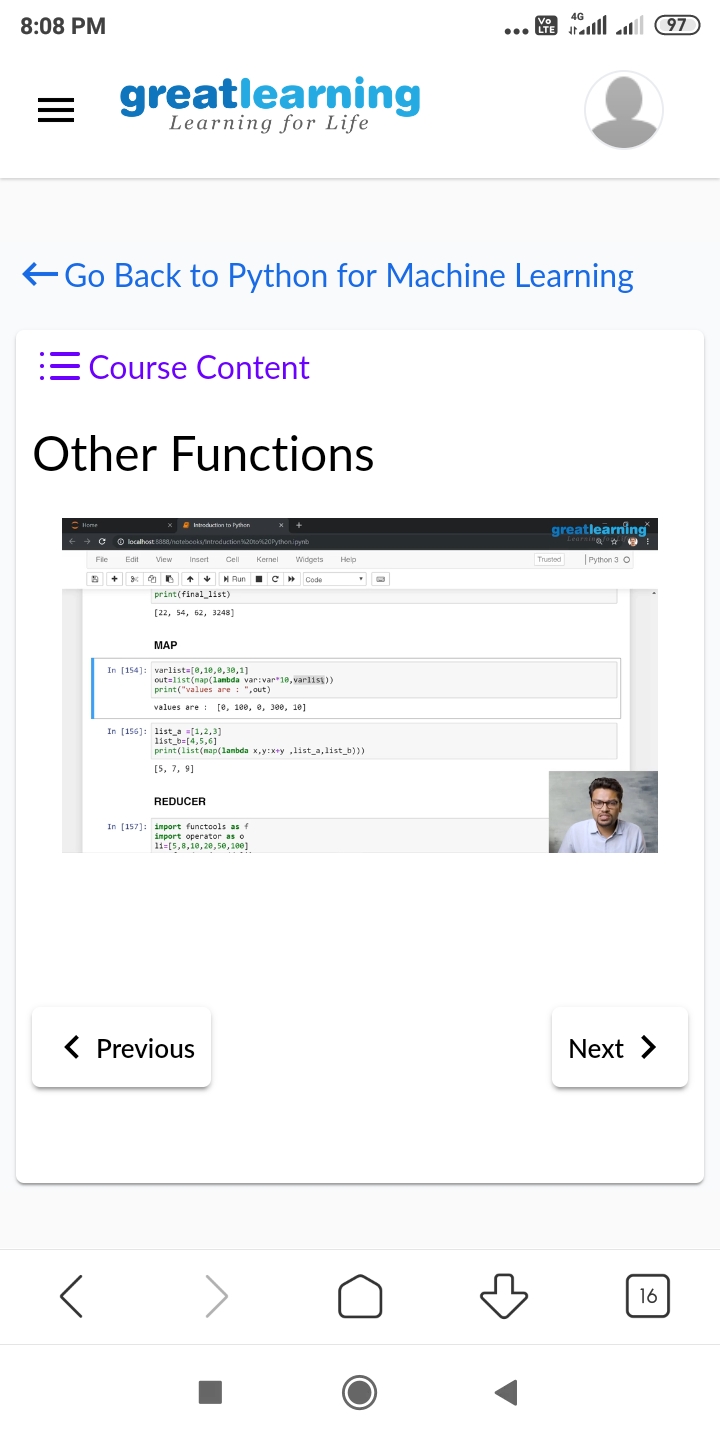 8:08 PM
Vo LTE 4G 97
greatlearning
Learning for Life
Go Back to Python for Machine Learning
Course Content
Other Functions
Home Introduction to Python
greatlearning
localhost:8888/notebooks/Introduction%20to%20Python.ipynb
File Edit View Insert Cell Kernel Widgets Help Trusted Python 3
Run Code
print(final_list)
[22, 54, 62, 3248]
MAP
In [154]: varlist=[0,10,0,30,1]
out=list(map(lambda var:var*10,varlist))
print("values are : ",out)
values are : [0, 100, 0, 300, 10]
In [156]: list_a =[1,2,3]
list_b=[4,5,6]
print(list(map(lambda x,y:x+y ,list_a,list_b)))
[5, 7, 9]
REDUCER
In [157]: import functools as f
import operator as o
li=[5,8,10,20,50,100]
Previous
Next
16